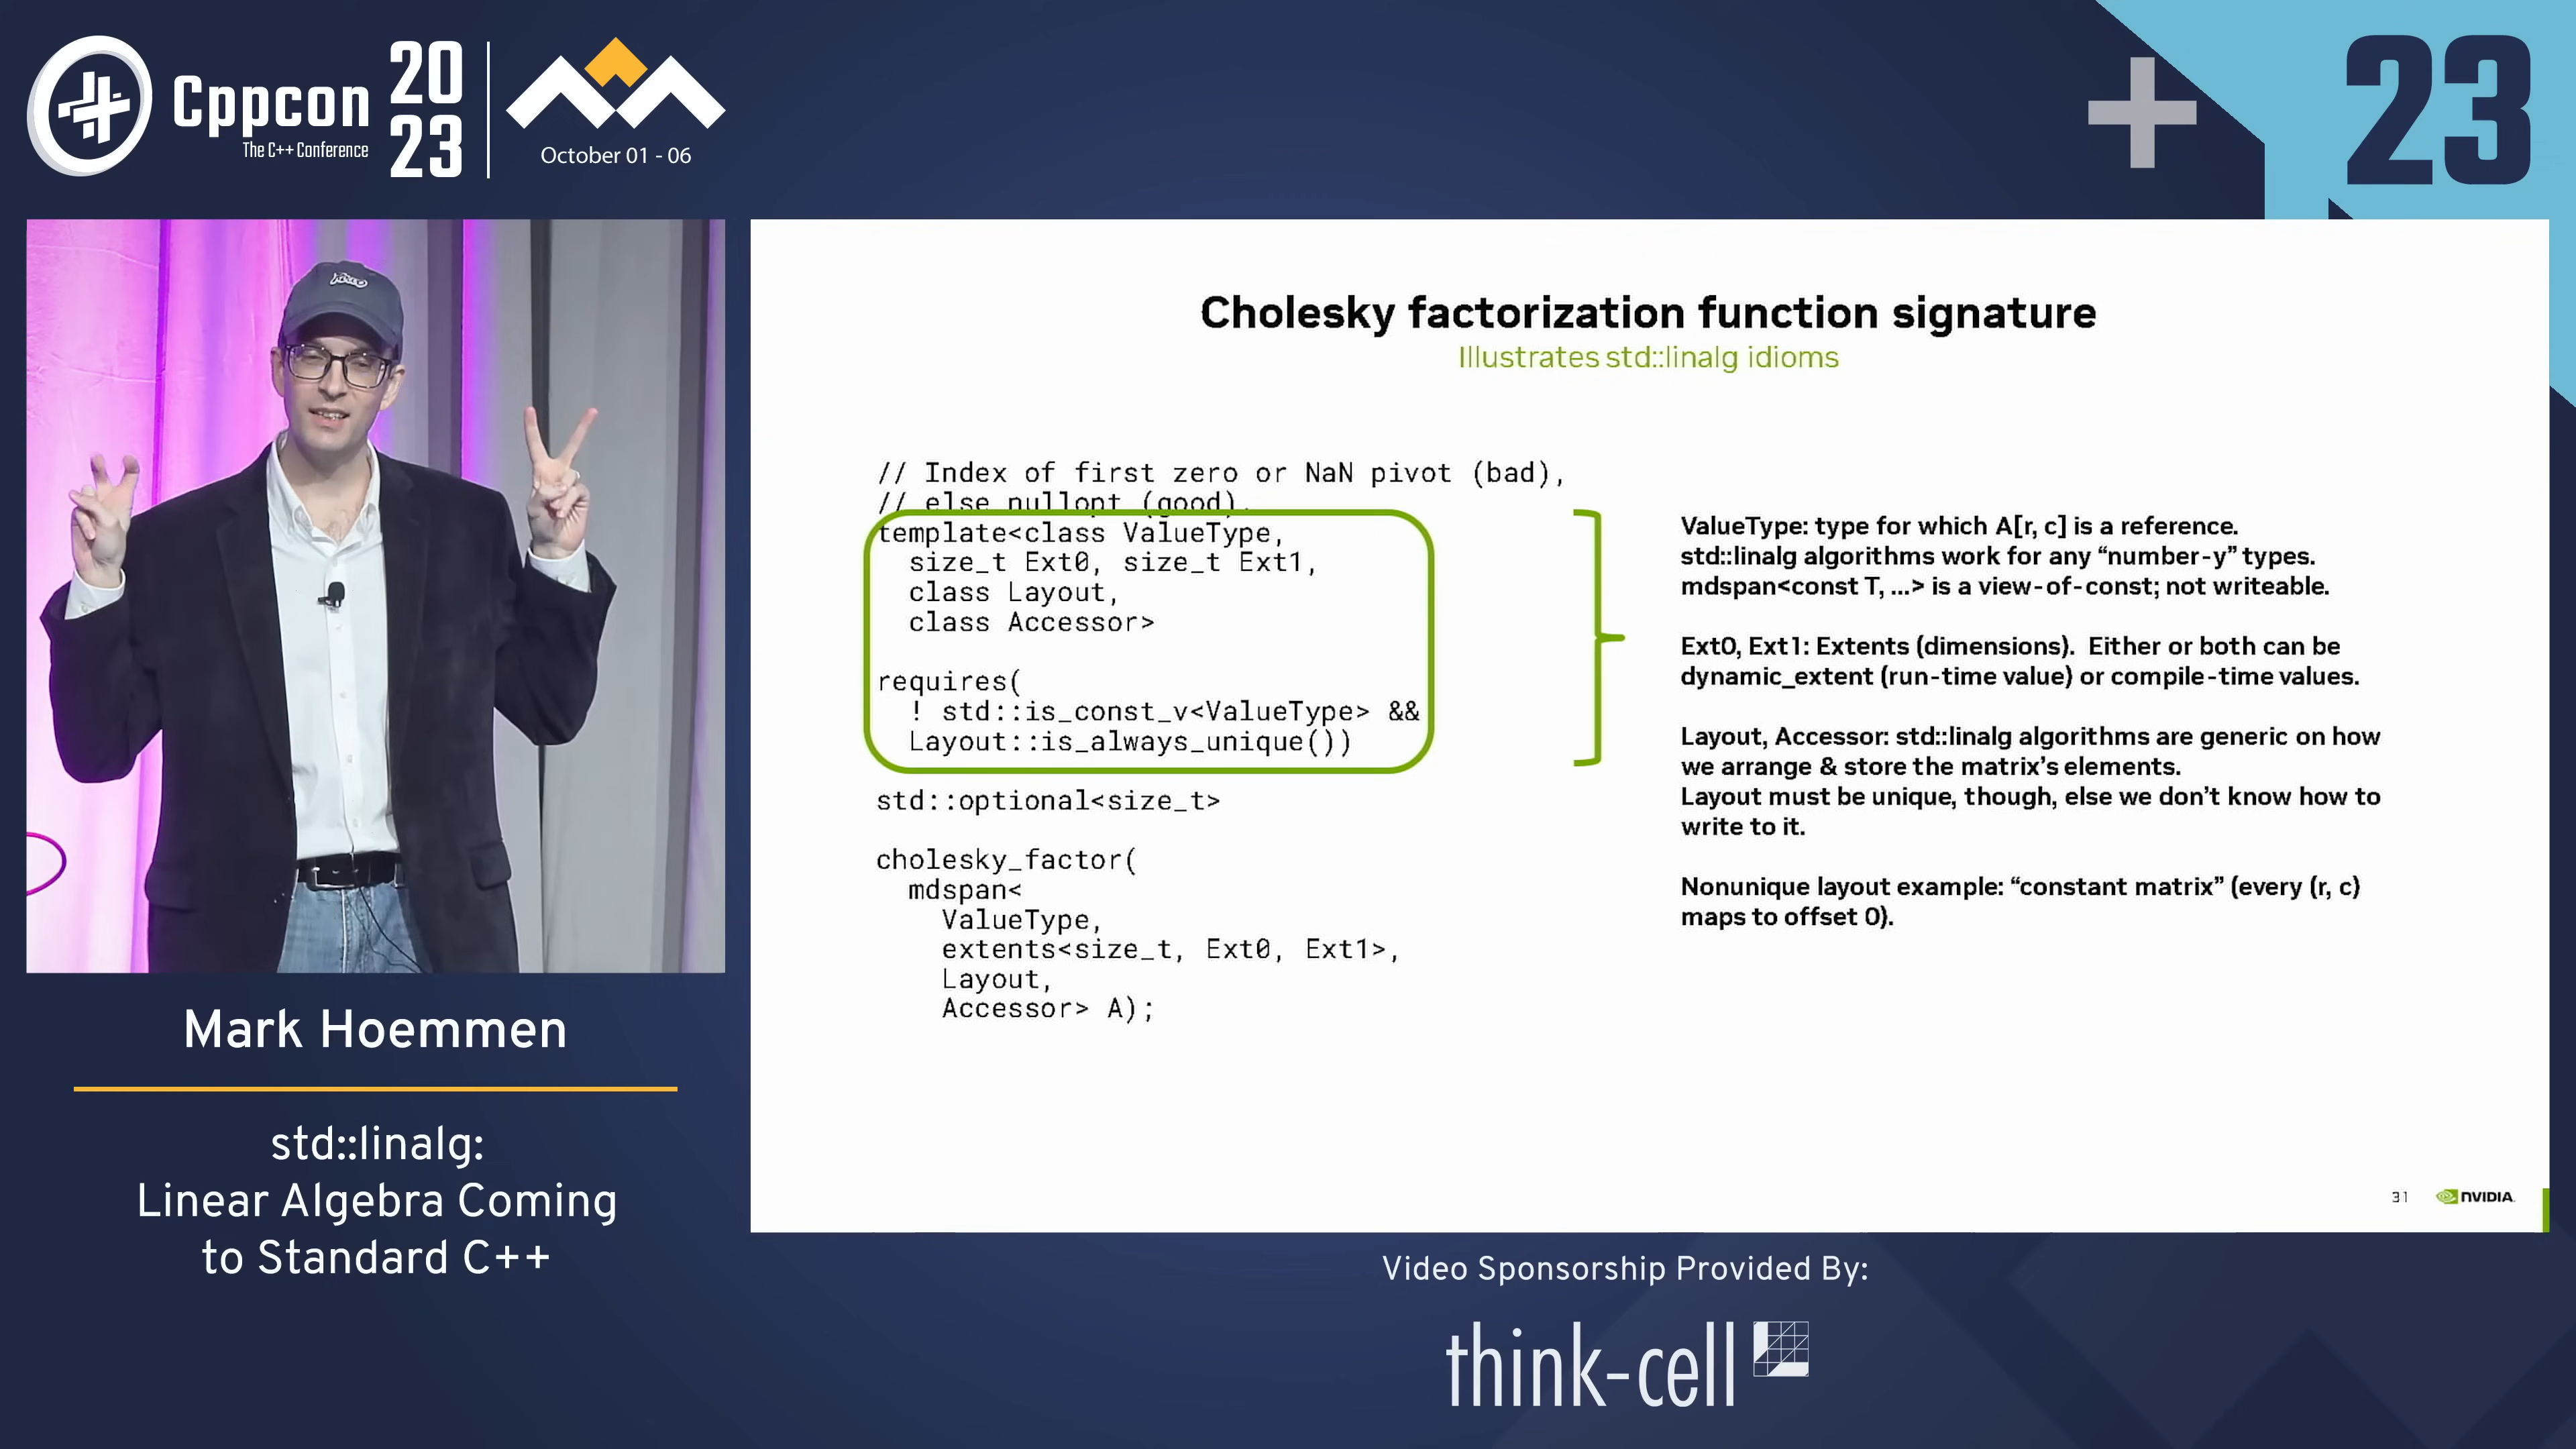 Cppcon
The C++ Conference
20
23
October 01 - 06
23
Mark Hoemmen
std::linalg:
Linear Algebra Coming
to Standard C++
Cholesky factorization function signature
Illustrates std::linalg idioms
// Index of first zero or NaN pivot (bad),
// else nullopt (good).
template<class ValueType,
size_t Ext0, size_t Ext1,
class Layout,
class Accessor>
requires(
! std::is_const_v<ValueType> &&
Layout::is_always_unique())
std::optional<size_t>
cholesky_factor(
mdspan<
ValueType,
extents<size_t, Ext0, Ext1>,
Layout,
Accessor> A);
ValueType: type for which A[r, c] is a reference.
std::linalg algorithms work for any “number-y” types.
mdspan<const T, ...> is a view-of-const; not writeable.
Ext0, Ext1: Extents (dimensions). Either or both can be
dynamic_extent (run-time value) or compile-time values.
Layout, Accessor: std::linalg algorithms are generic on how
we arrange & store the matrix’s elements.
Layout must be unique, though, else we don’t know how to
write to it.
Nonunique layout example: “constant matrix” (every (r, c)
maps to offset 0).
31
NVIDIA.
Video Sponsorship Provided By:
think-cell